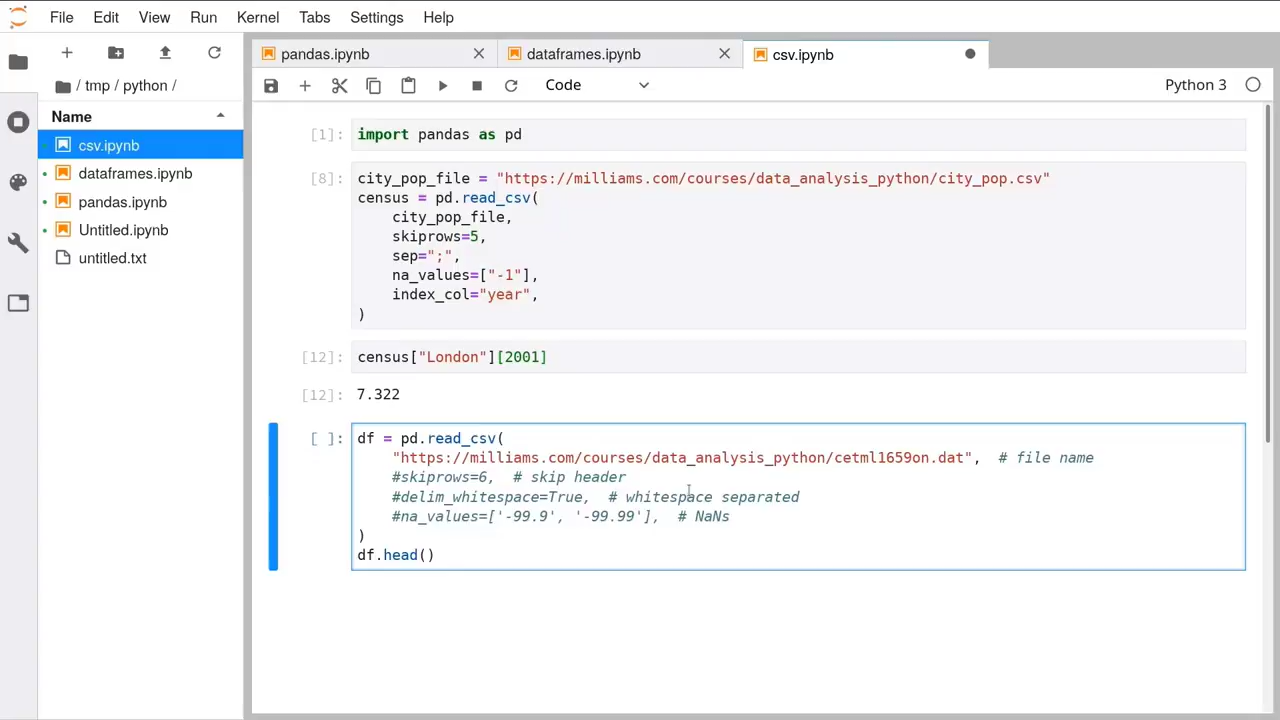 File Edit View Run Kernel Tabs Settings Help
pandas.ipynb dataframes.ipynb csv.ipynb
/ tmp / python /
Code Python 3
Name
csv.ipynb
dataframes.ipynb
pandas.ipynb
Untitled.ipynb
untitled.txt
[1]: import pandas as pd
[8]: city_pop_file = "https://milliams.com/courses/data_analysis_python/city_pop.csv"
census = pd.read_csv(
city_pop_file,
skiprows=5,
sep=";",
na_values=["-1"],
index_col="year",
)
[12]: census["London"][2001]
[12]: 7.322
[ ]: df = pd.read_csv(
"https://milliams.com/courses/data_analysis_python/cetml1659on.dat",  # file name
#skiprows=6,  # skip header
#delim_whitespace=True,  # whitespace separated
#na_values=['-99.9', '-99.99'],  # NaNs
)
df.head()